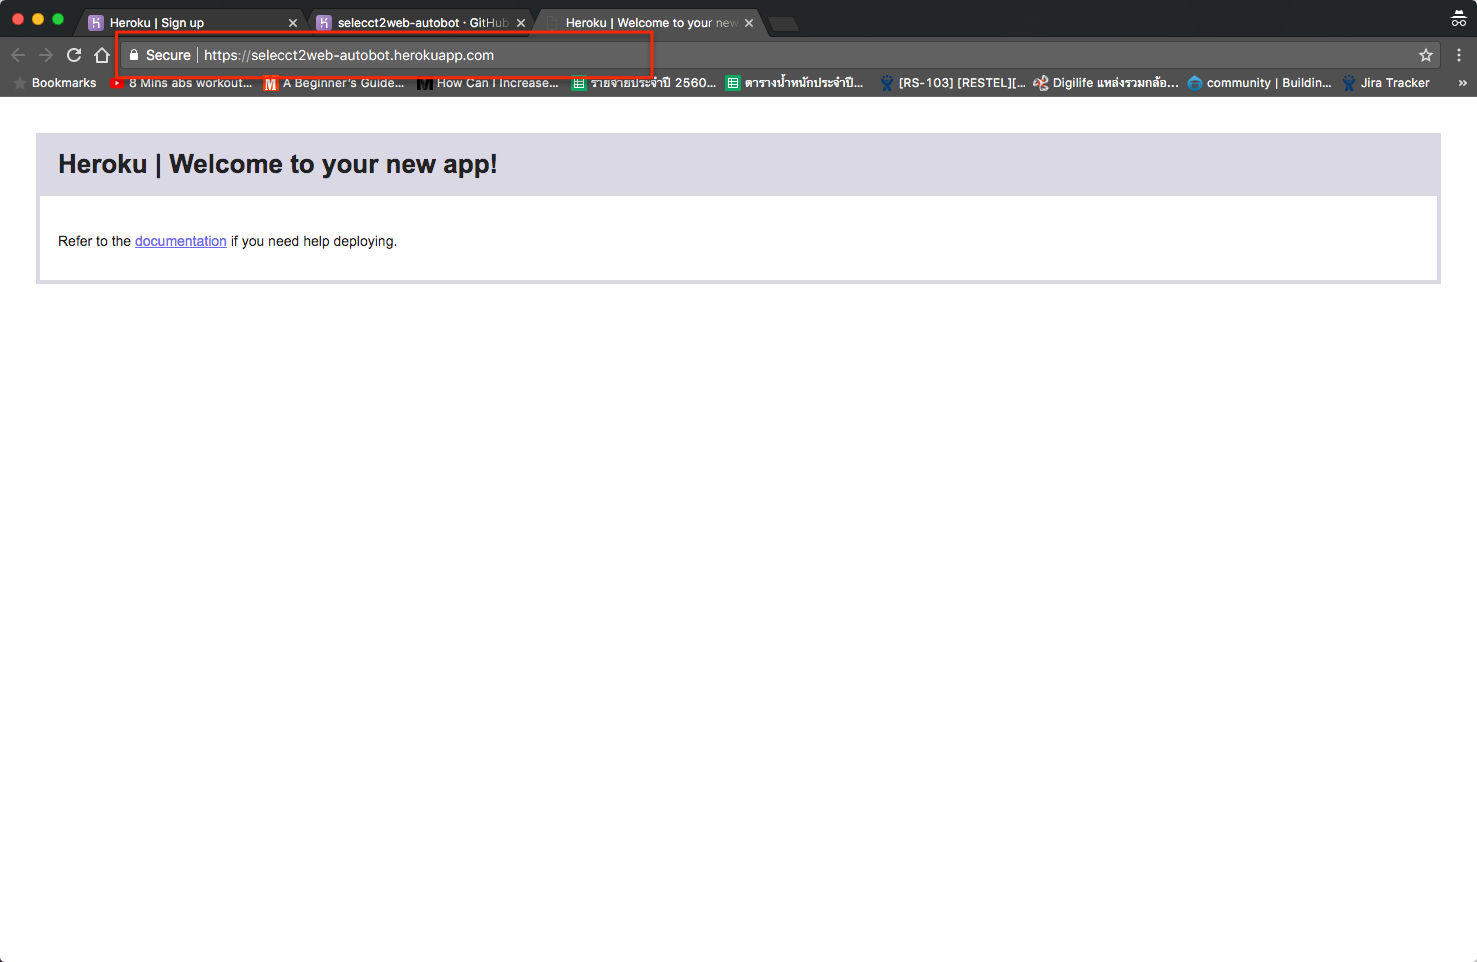 Heroku | Sign up
selecct2web-autobot · GitHub
Heroku | Welcome to your new
Secure | https://selecct2web-autobot.herokuapp.com
Bookmarks 8 Mins abs workout... A Beginner's Guide... How Can I Increase... รายจ่ายประจำปี 2560... ตารางน้ำหนักประจำปี... [RS-103] [RESTEL][... Digilife แหล่งรวมกล้อ... community | Buildin... Jira Tracker »
Heroku | Welcome to your new app!
Refer to the documentation if you need help deploying.